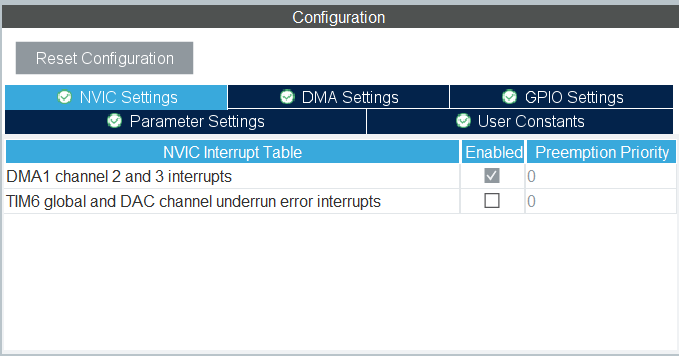 Configuration
Reset Configuration
NVIC Settings DMA Settings GPIO Settings
Parameter Settings User Constants
NVIC Interrupt Table Enabled Preemption Priority
DMA1 channel 2 and 3 interrupts 0
TIM6 global and DAC channel underrun error interrupts 0